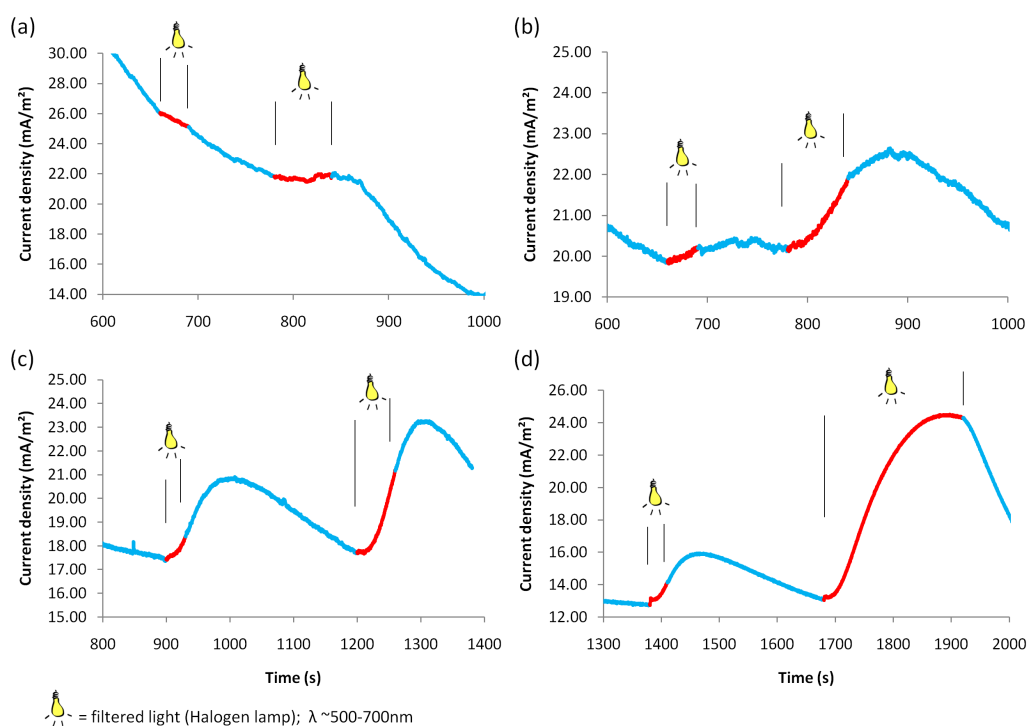 (a)
Current density (mA/m²)
30.00
28.00
26.00
24.00
22.00
20.00
18.00
16.00
14.00
600 700 800 900 1000
(b)
Current density (mA/m²)
25.00
24.00
23.00
22.00
21.00
20.00
19.00
600 700 800 900 1000
(c)
Current density (mA/m²)
25.00
24.00
23.00
22.00
21.00
20.00
19.00
18.00
17.00
16.00
15.00
800 900 1000 1100 1200 1300 1400
Time (s)
(d)
Current density (mA/m²)
26.00
24.00
22.00
20.00
18.00
16.00
14.00
12.00
1300 1400 1500 1600 1700 1800 1900 2000
Time (s)
= filtered light (Halogen lamp); λ ~500-700nm